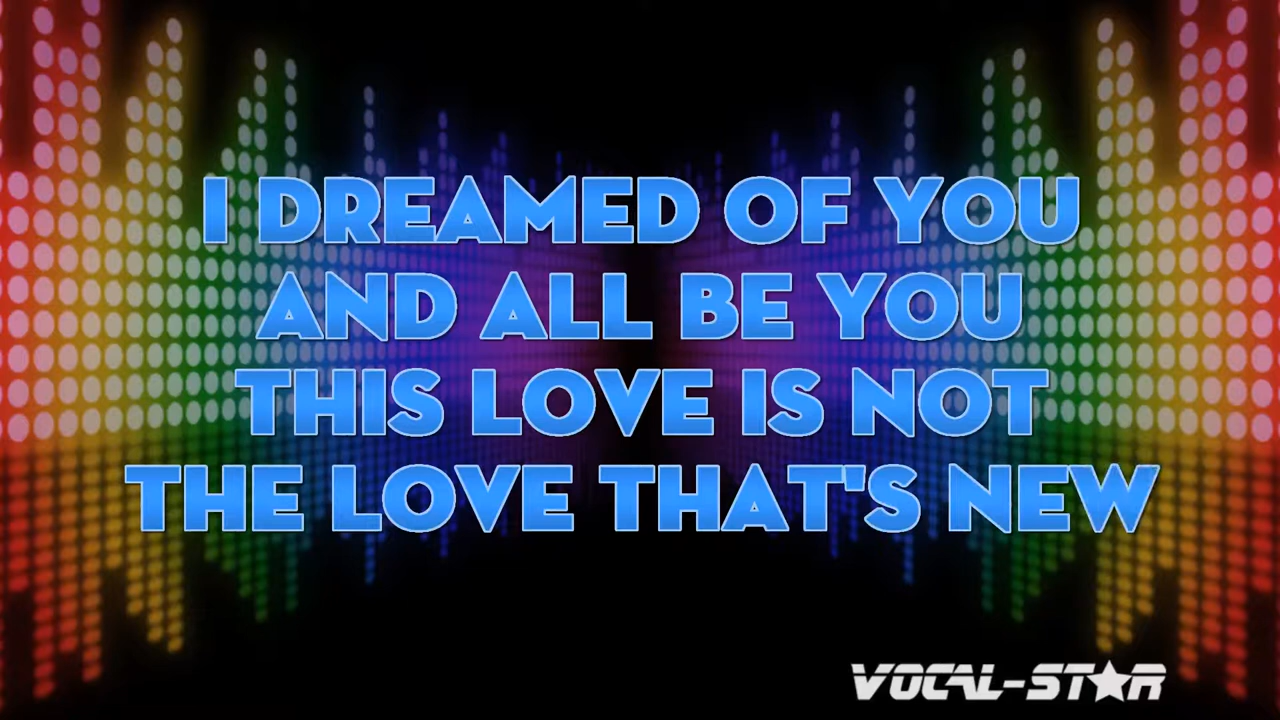 I DREAMED OF YOU
AND ALL BE YOU
THIS LOVE IS NOT
THE LOVE THAT'S NEW
VOCAL-STAR